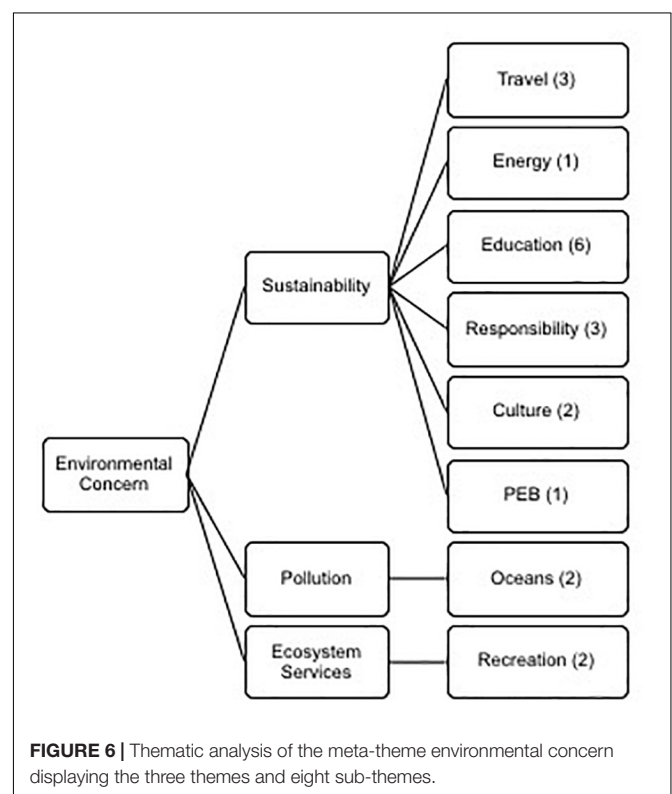 Travel (3)
Energy (1)
Education (6)
Sustainability
Responsibility (3)
Culture (2)
Environmental
Concern
PEB (1)
Pollution
Oceans (2)
Ecosystem
Services
Recreation (2)
FIGURE 6 | Thematic analysis of the meta-theme environmental concern
displaying the three themes and eight sub-themes.